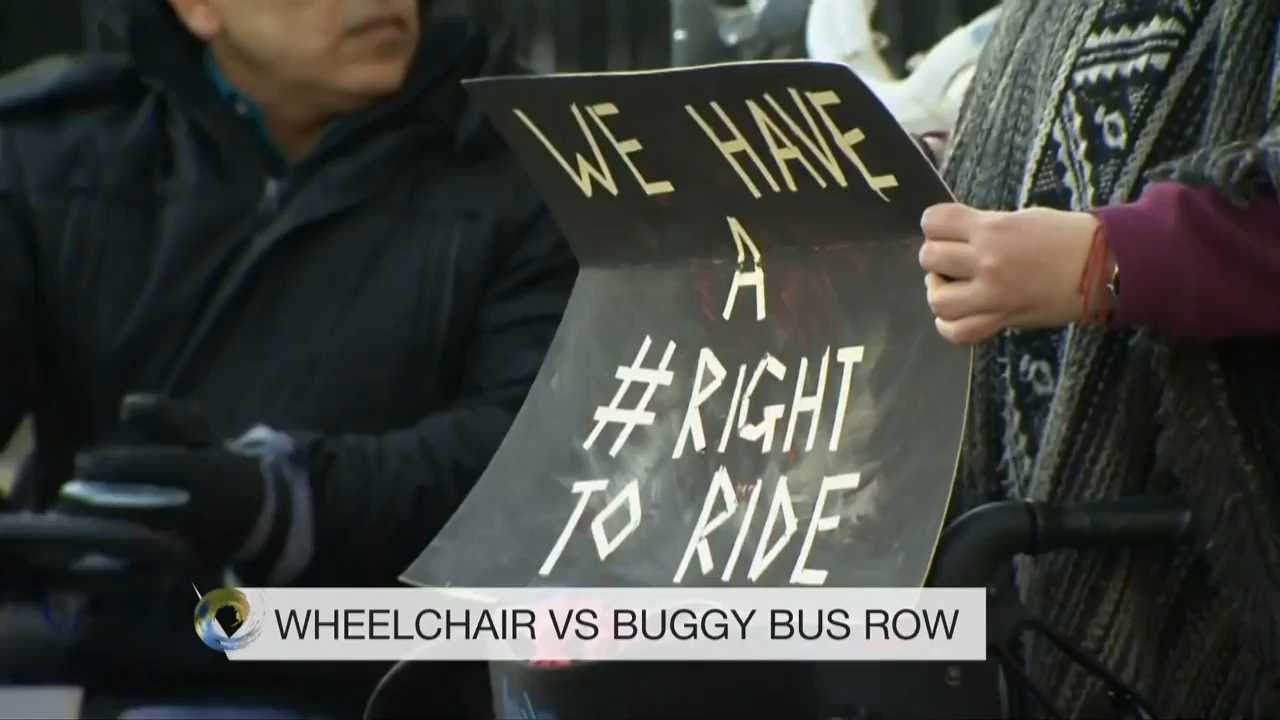 WE HAVE
A
#RIGHT
TO RIDE
WHEELCHAIR VS BUGGY BUS ROW